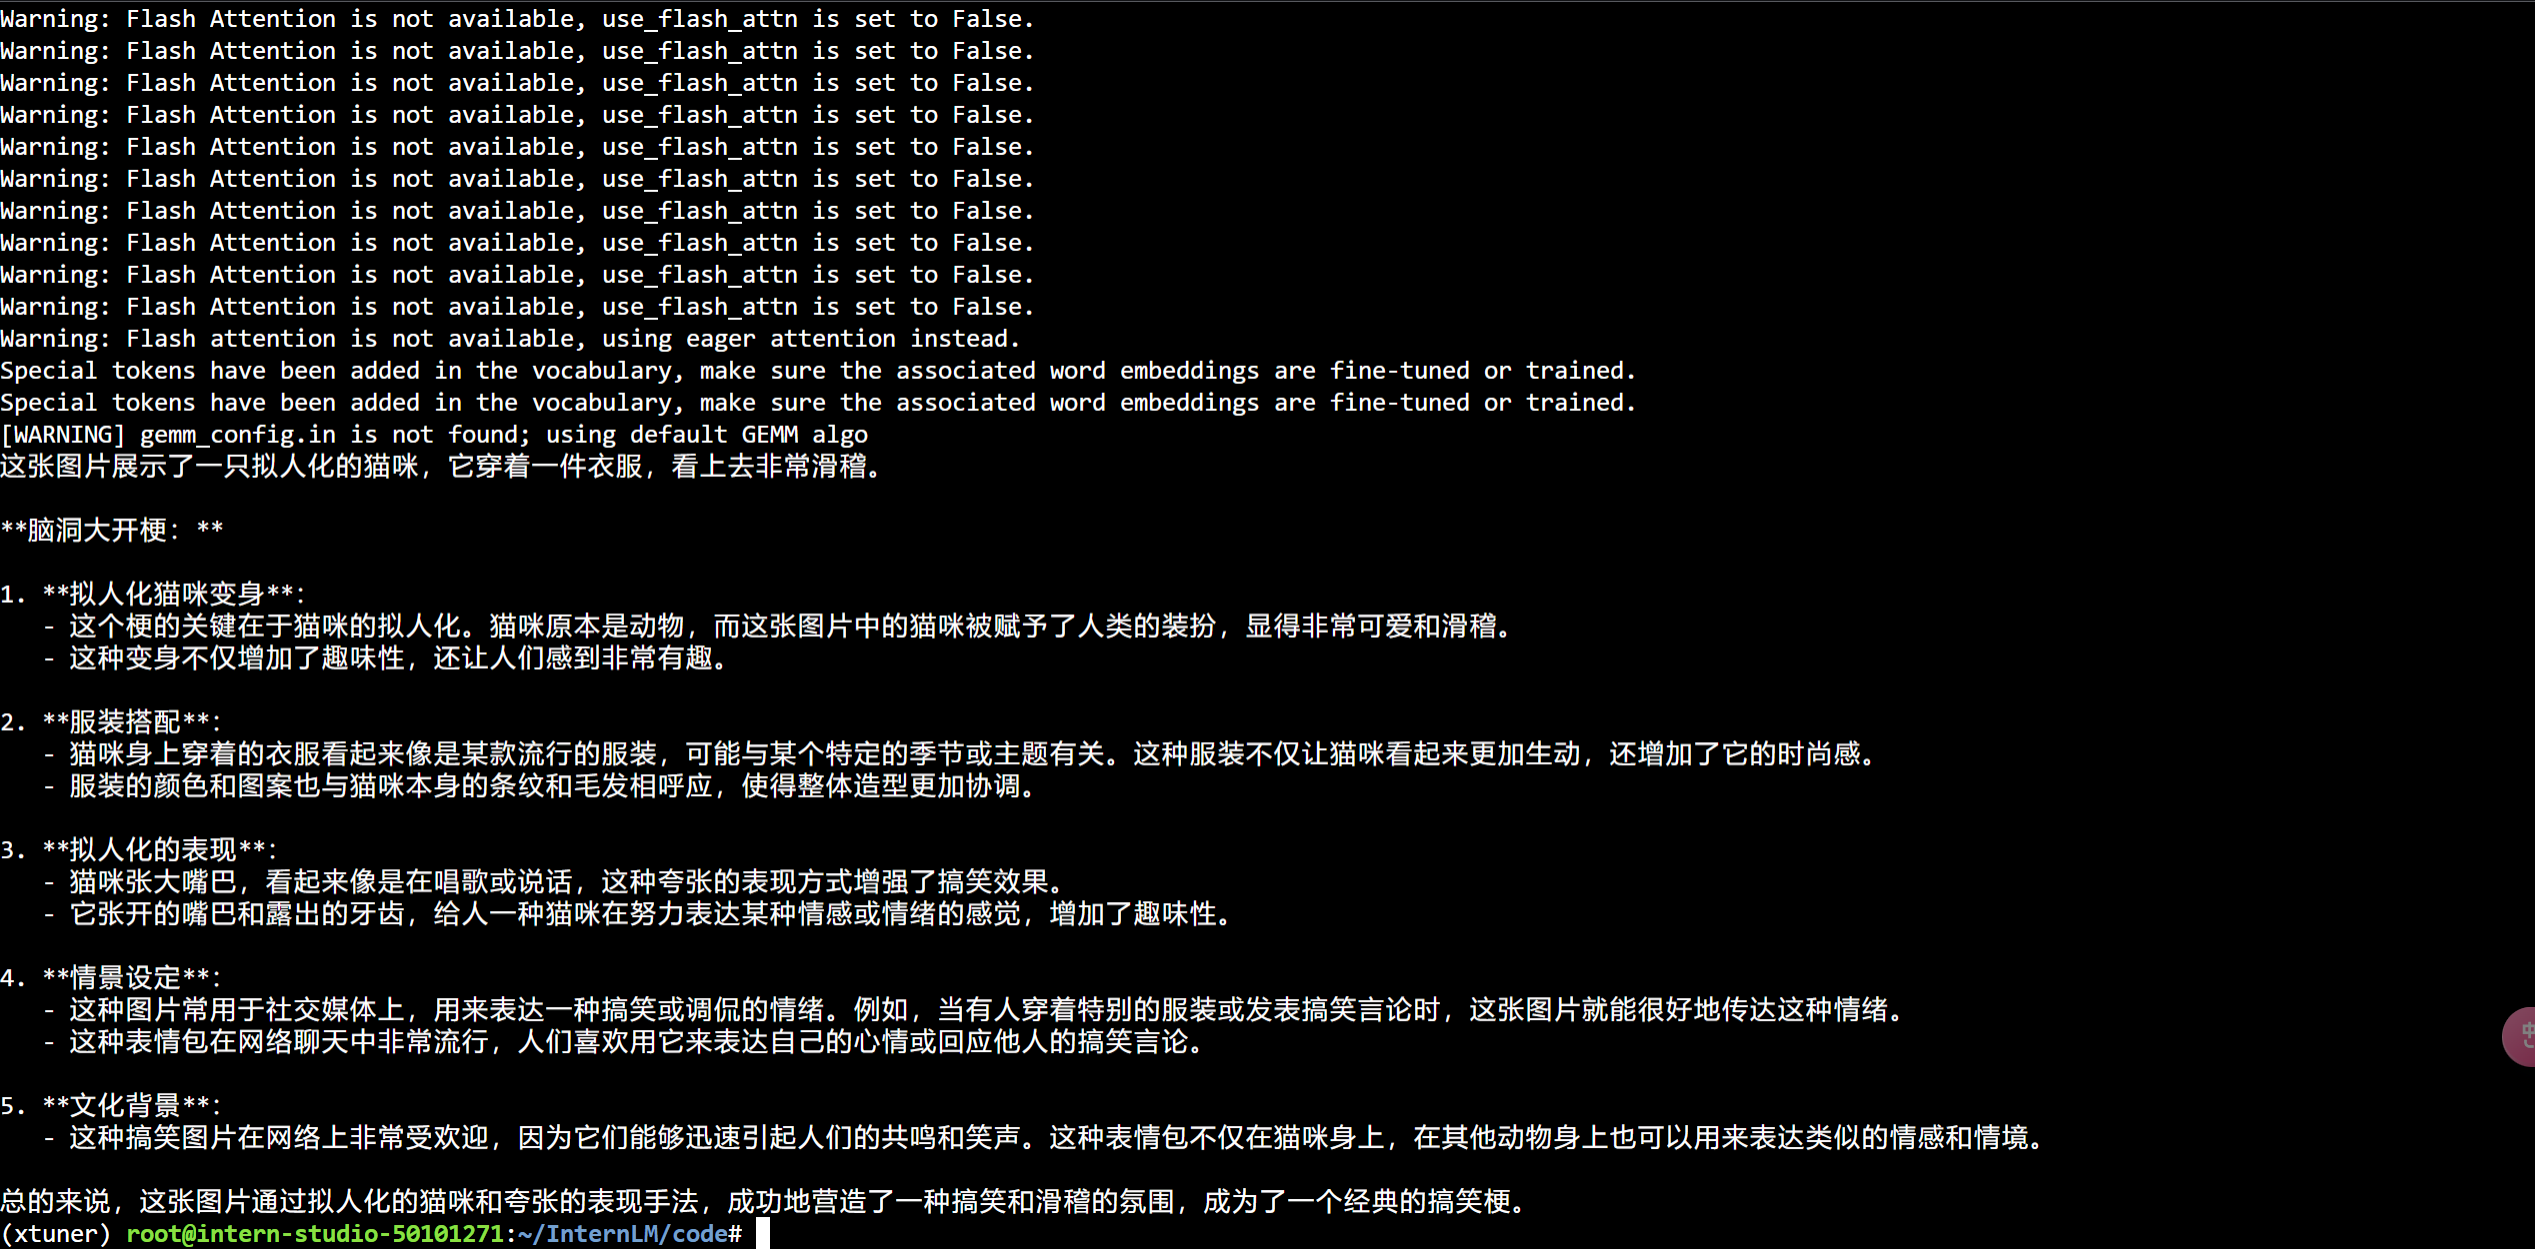 Warning: Flash Attention is not available, use_flash_attn is set to False.
Warning: Flash Attention is not available, use_flash_attn is set to False.
Warning: Flash Attention is not available, use_flash_attn is set to False.
Warning: Flash Attention is not available, use_flash_attn is set to False.
Warning: Flash Attention is not available, use_flash_attn is set to False.
Warning: Flash Attention is not available, use_flash_attn is set to False.
Warning: Flash Attention is not available, use_flash_attn is set to False.
Warning: Flash Attention is not available, use_flash_attn is set to False.
Warning: Flash Attention is not available, use_flash_attn is set to False.
Warning: Flash Attention is not available, use_flash_attn is set to False.
Warning: Flash attention is not available, using eager attention instead.
Special tokens have been added in the vocabulary, make sure the associated word embeddings are fine-tuned or trained.
Special tokens have been added in the vocabulary, make sure the associated word embeddings are fine-tuned or trained.
[WARNING] gemm_config.in is not found; using default GEMM algo
这张图片展示了一只拟人化的猫咪，它穿着一件衣服，看上去非常滑稽。
**脑洞大开梗：**
1. **拟人化猫咪变身**：
- 这个梗的关键在于猫咪的拟人化。猫咪原本是动物，而这张图片中的猫咪被赋予了人类的装扮，显得非常可爱和滑稽。
- 这种变身不仅增加了趣味性，还让人们感到非常有趣。
2. **服装搭配**：
- 猫咪身上穿着的衣服看起来像是某款流行的服装，可能与某个特定的季节或主题有关。这种服装不仅让猫咪看起来更加生动，还增加了它的时尚感。
- 服装的颜色和图案也与猫咪本身的条纹和毛发相呼应，使得整体造型更加协调。
3. **拟人化的表现**：
- 猫咪张大嘴巴，看起来像是在唱歌或说话，这种夸张的表现方式增强了搞笑效果。
- 它张开的嘴巴和露出的牙齿，给人一种猫咪在努力表达某种情感或情绪的感觉，增加了趣味性。
4. **情景设定**：
- 这种图片常用于社交媒体上，用来表达一种搞笑或调侃的情绪。例如，当有人穿着特别的服装或发表搞笑言论时，这张图片就能很好地传达这种情绪。
- 这种表情包在网络聊天中非常流行，人们喜欢用它来表达自己的心情或回应他人的搞笑言论。
5. **文化背景**：
- 这种搞笑图片在网络上非常受欢迎，因为它们能够迅速引起人们的共鸣和笑声。这种表情包不仅在猫咪身上，在其他动物身上也可以用来表达类似的情感和情境。
总的来说，这张图片通过拟人化的猫咪和夸张的表现手法，成功地营造了一种搞笑和滑稽的氛围，成为了一个经典的搞笑梗。
(xtuner) root@intern-studio-50101271:~/InternLM/code#